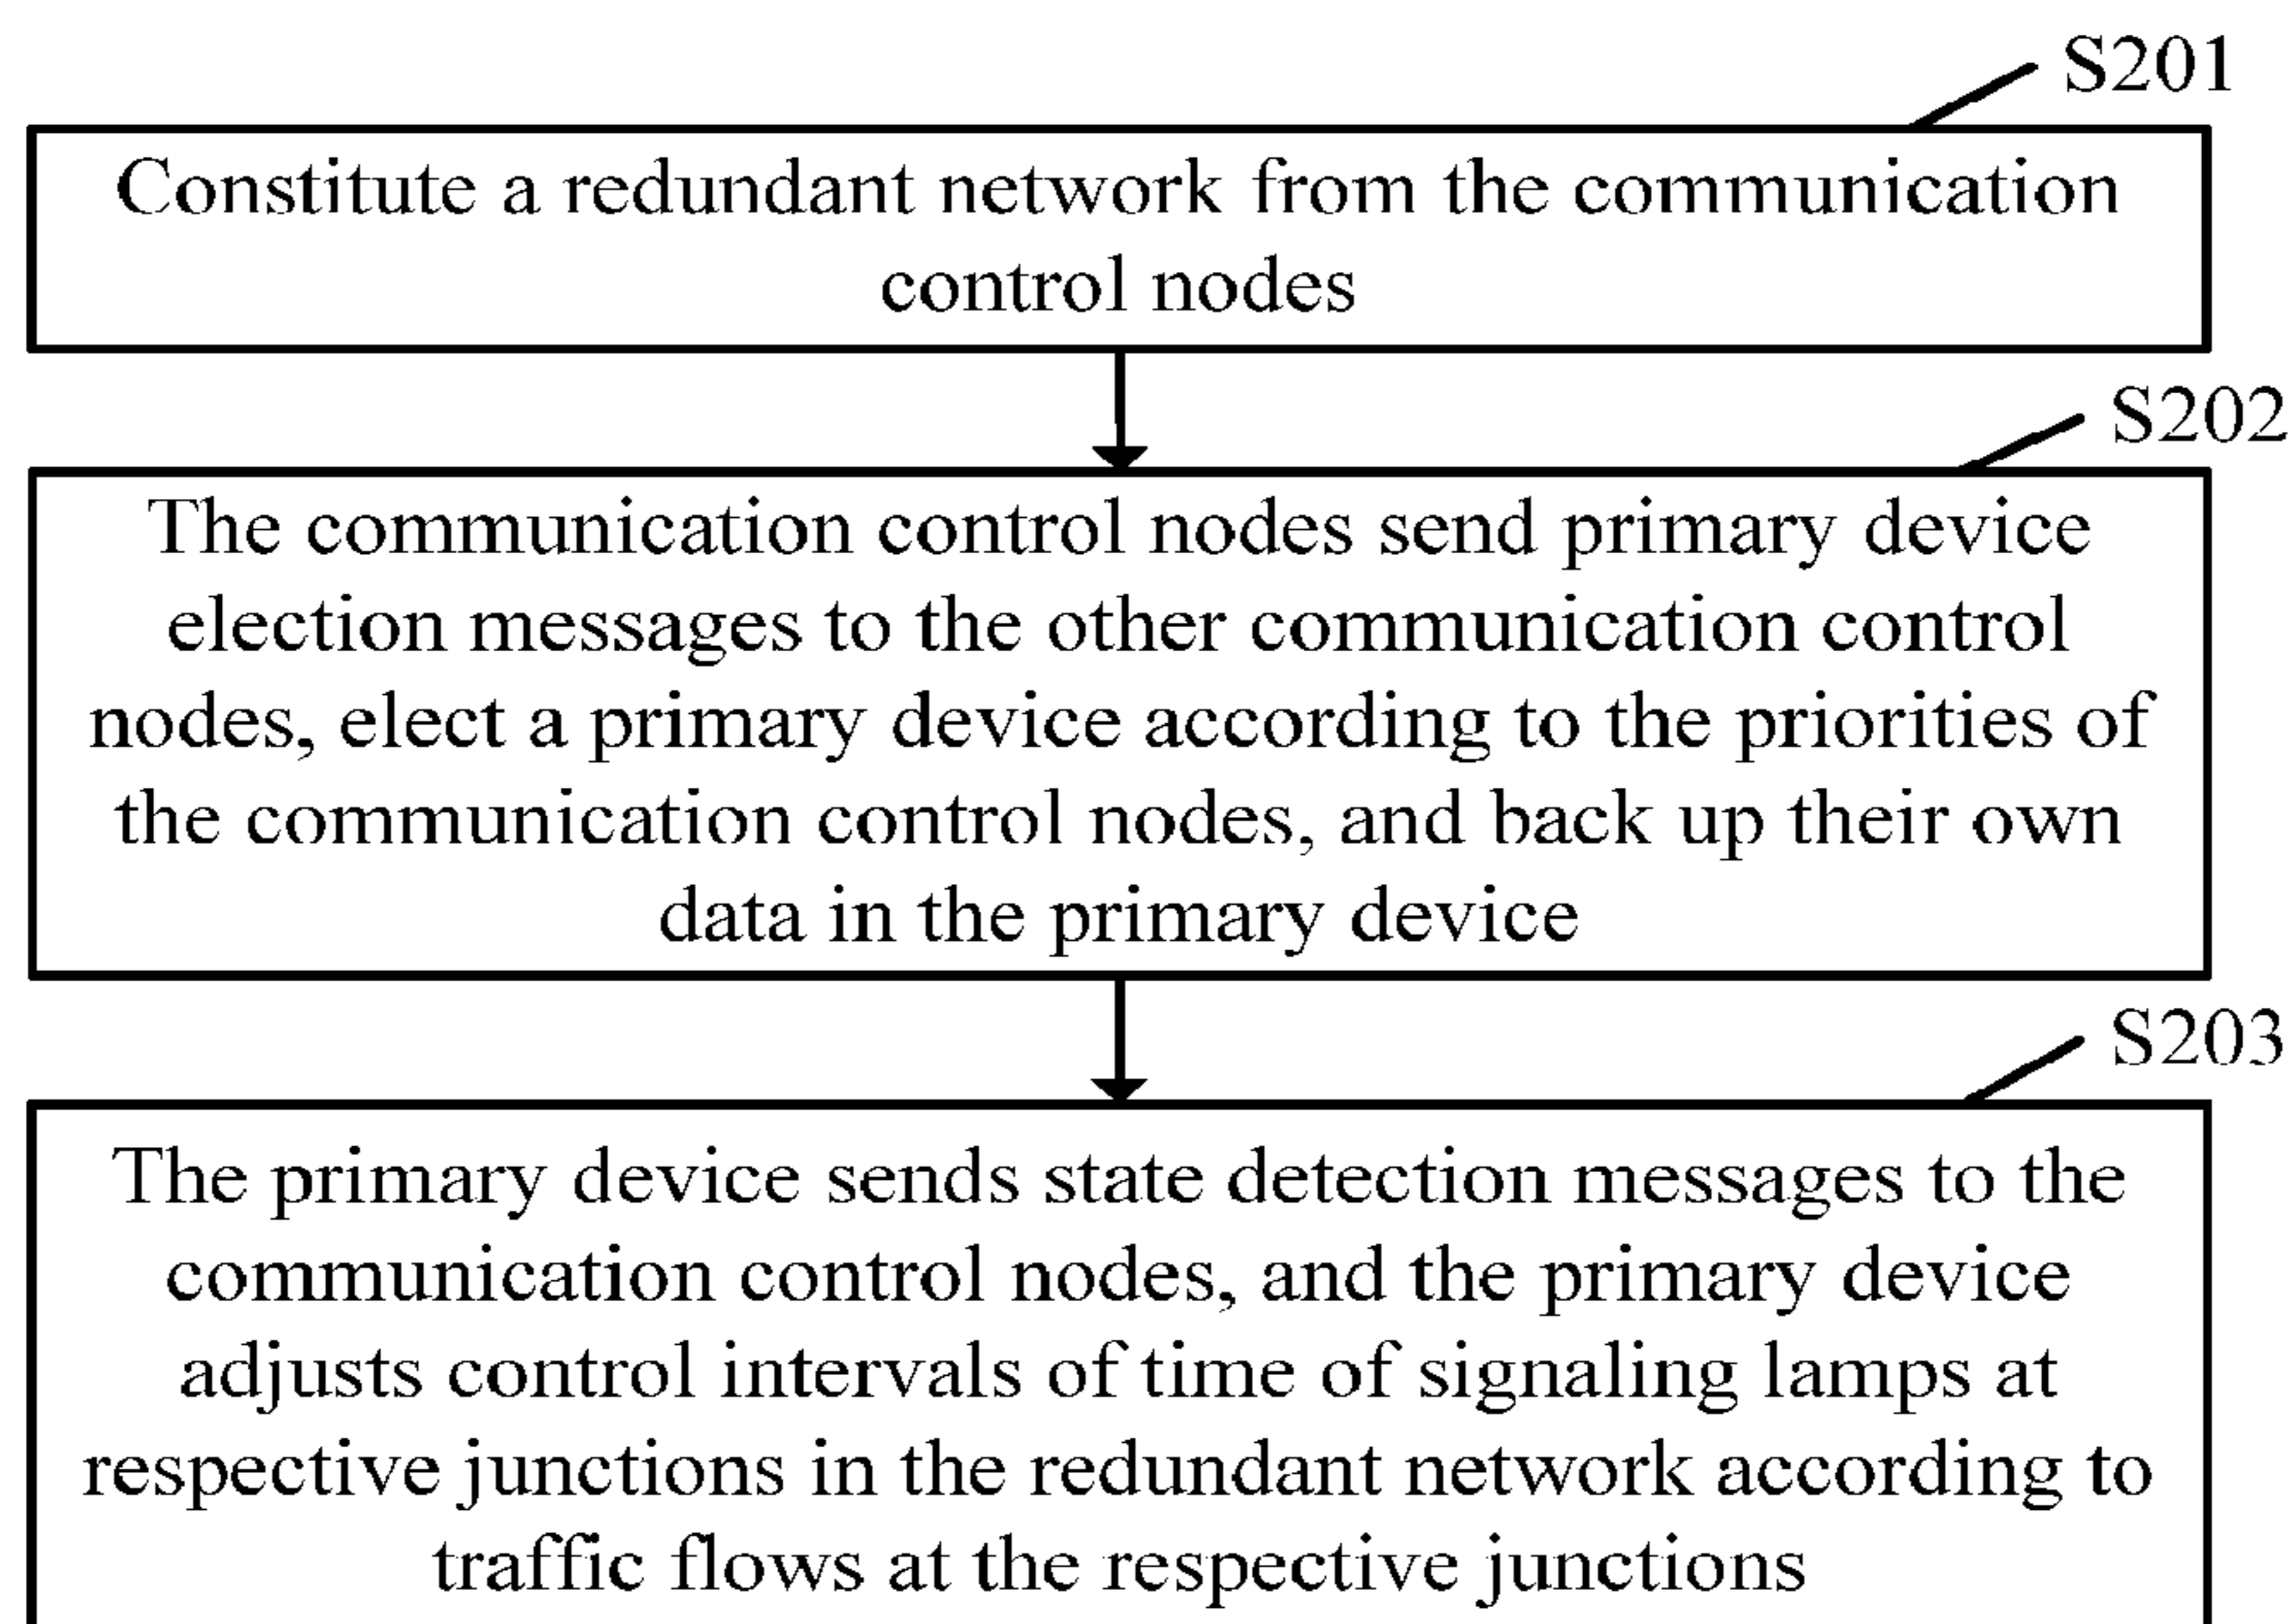 S201
Constitute a redundant network from the communication
control nodes
S202
The communication control nodes send primary device
election messages to the other communication control
nodes, elect a primary device according to the priorities of
the communication control nodes, and back up their own
data in the primary device
S203
The primary device sends state detection messages to the
communication control nodes, and the primary device
adjusts control intervals of time of signaling lamps at
respective junctions in the redundant network according to
traffic flows at the respective junctions